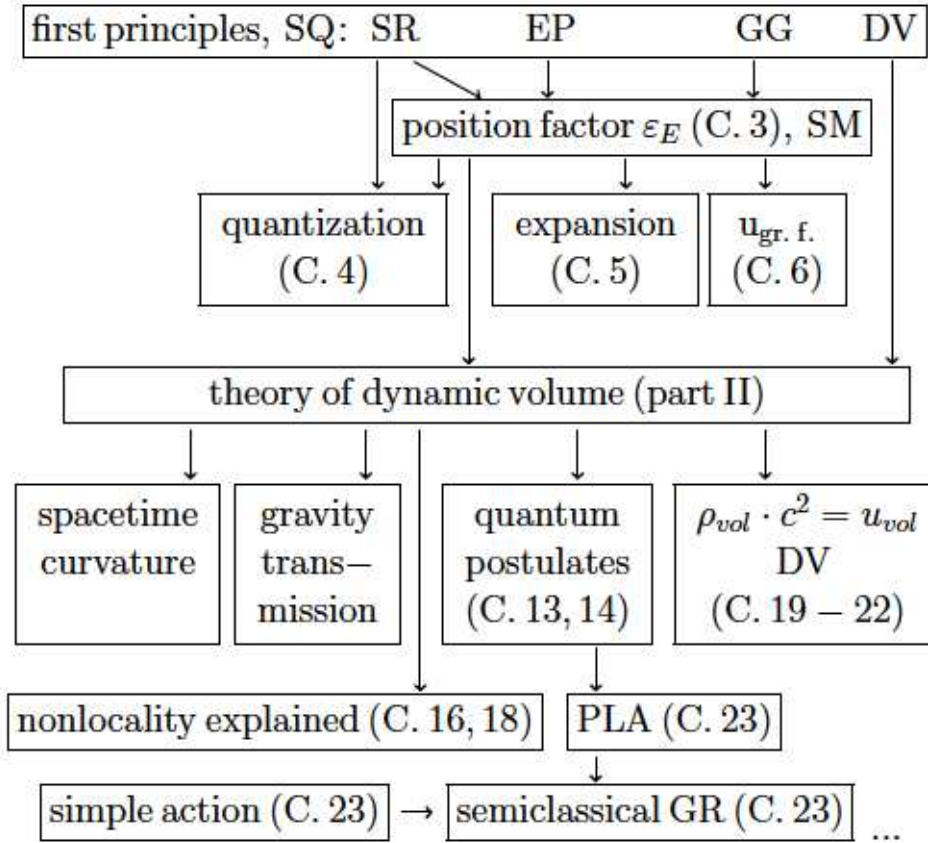 first principles, SQ: SR EP GG DV
position factor ε_E (C. 3), SM
quantization
(C. 4)
expansion
(C. 5)
u_gr. f.
(C. 6)
theory of dynamic volume (part II)
spacetime
curvature
gravity
trans−
mission
quantum
postulates
(C. 13, 14)
ρ_vol · c² = u_vol
DV
(C. 19 − 22)
nonlocality explained (C. 16, 18)
PLA (C. 23)
simple action (C. 23) → semiclassical GR (C. 23) ...